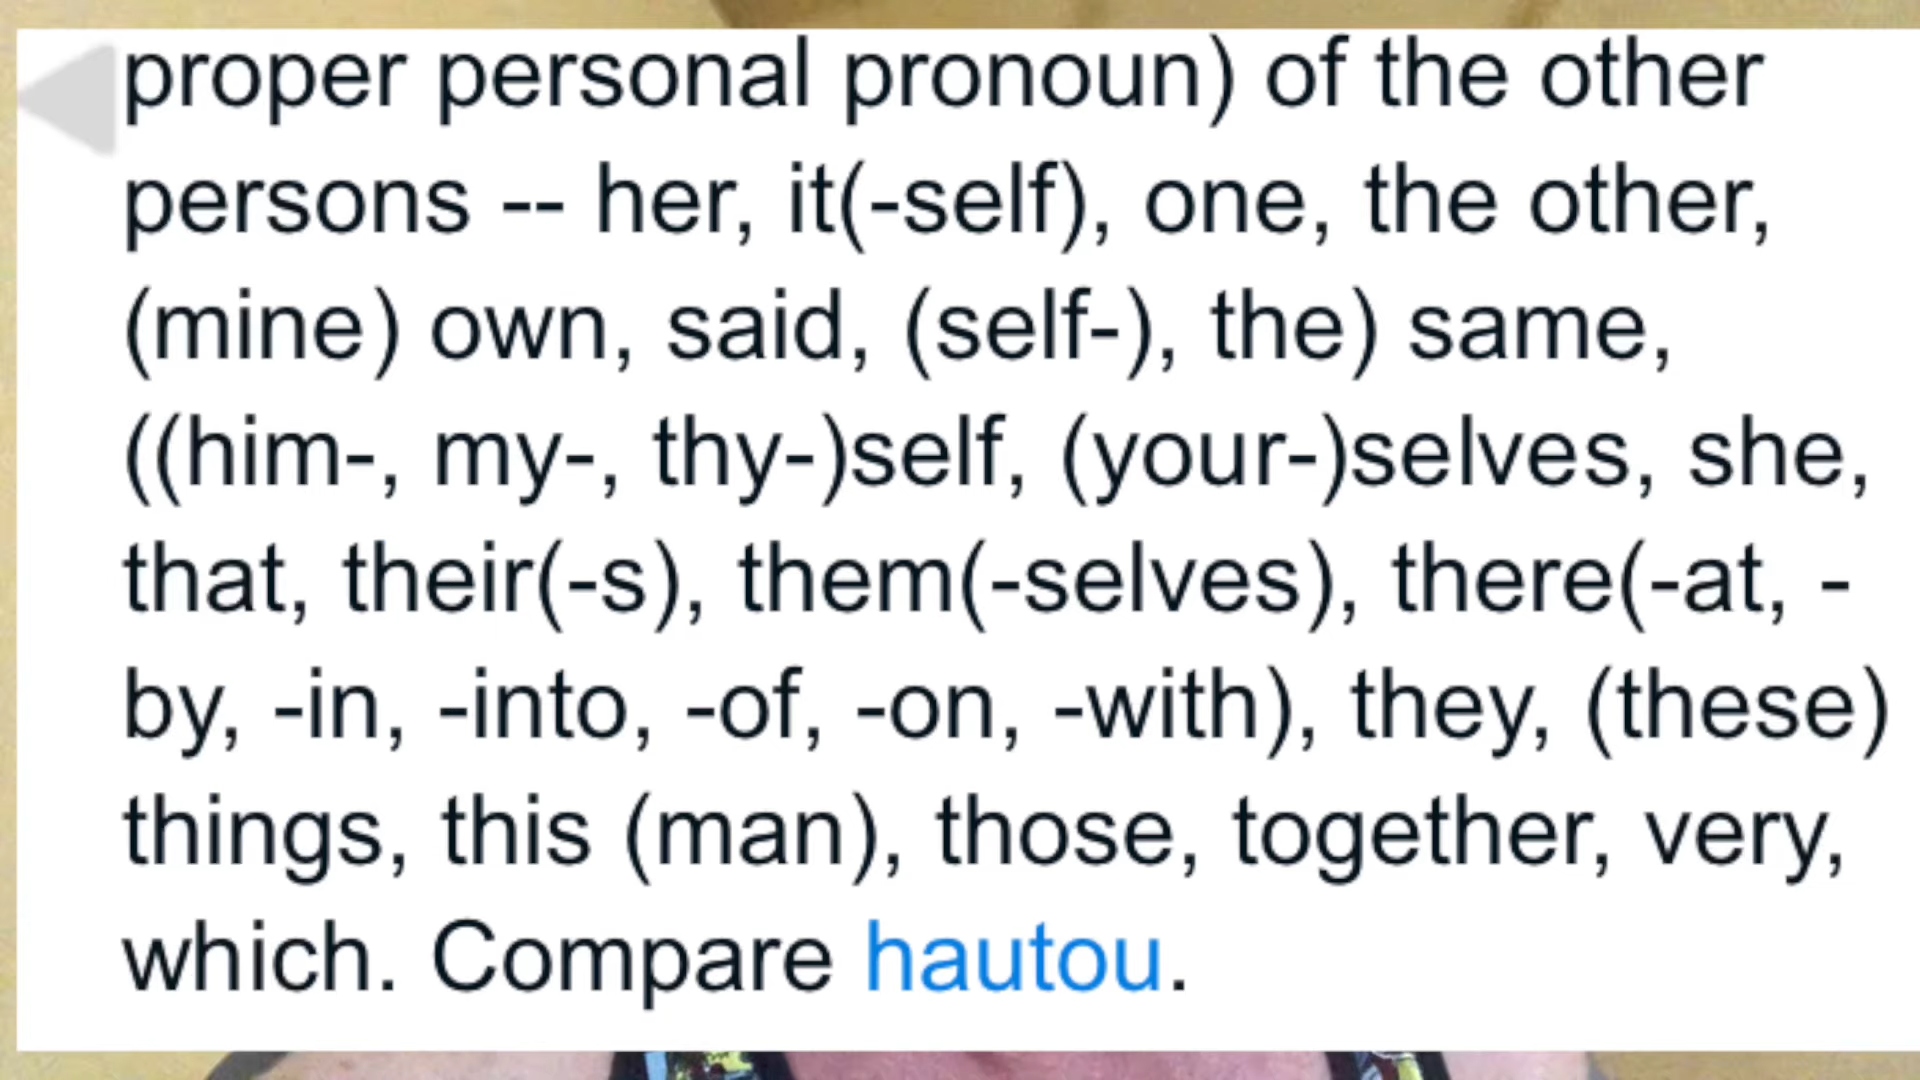 proper personal pronoun) of the other
persons -- her, it(-self), one, the other,
(mine) own, said, (self-), the) same,
((him-, my-, thy-)self, (your-)selves, she,
that, their(-s), them(-selves), there(-at, -
by, -in, -into, -of, -on, -with), they, (these)
things, this (man), those, together, very,
which. Compare hautou.